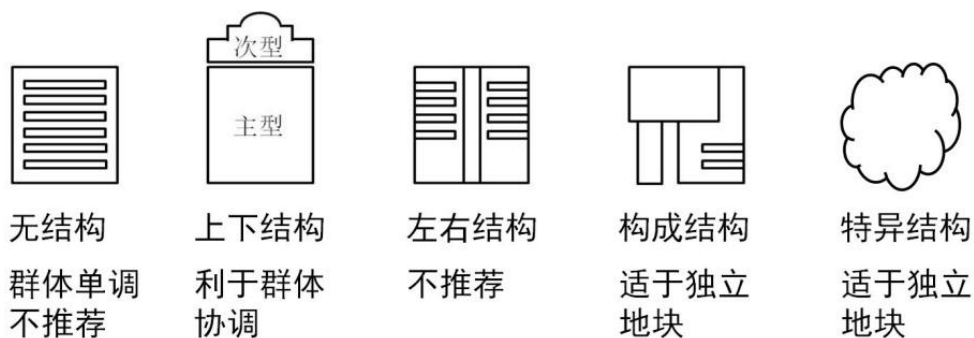 次型
主型
无结构
上下结构
左右结构
构成结构
特异结构
群体单调
不推荐
利于群体
协调
不推荐
适于独立
地块
适于独立
地块